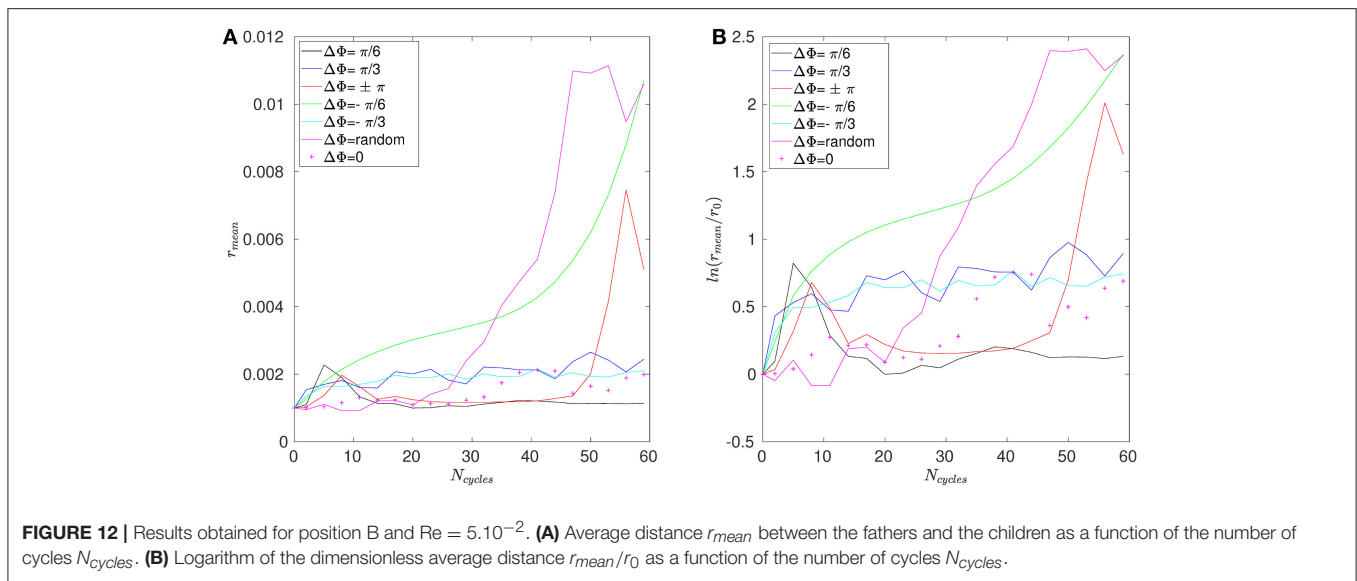 A
0.012
0.01
0.008
0.006
0.004
0.002
0
r_mean
0 10 20 30 40 50 60
N_cycles
ΔΦ= π/6
ΔΦ= π/3
ΔΦ= ± π
ΔΦ=- π/6
ΔΦ=- π/3
ΔΦ=random
ΔΦ=0
B
2.5
2
1.5
1
0.5
0
-0.5
ln(r_mean/r_0)
0 10 20 30 40 50 60
N_cycles
ΔΦ= π/6
ΔΦ= π/3
ΔΦ= ± π
ΔΦ=- π/6
ΔΦ=- π/3
ΔΦ=random
ΔΦ=0
FIGURE 12 | Results obtained for position B and Re = 5.10⁻². (A) Average distance r_mean between the fathers and the children as a function of the number of
cycles N_cycles. (B) Logarithm of the dimensionless average distance r_mean/r_0 as a function of the number of cycles N_cycles.